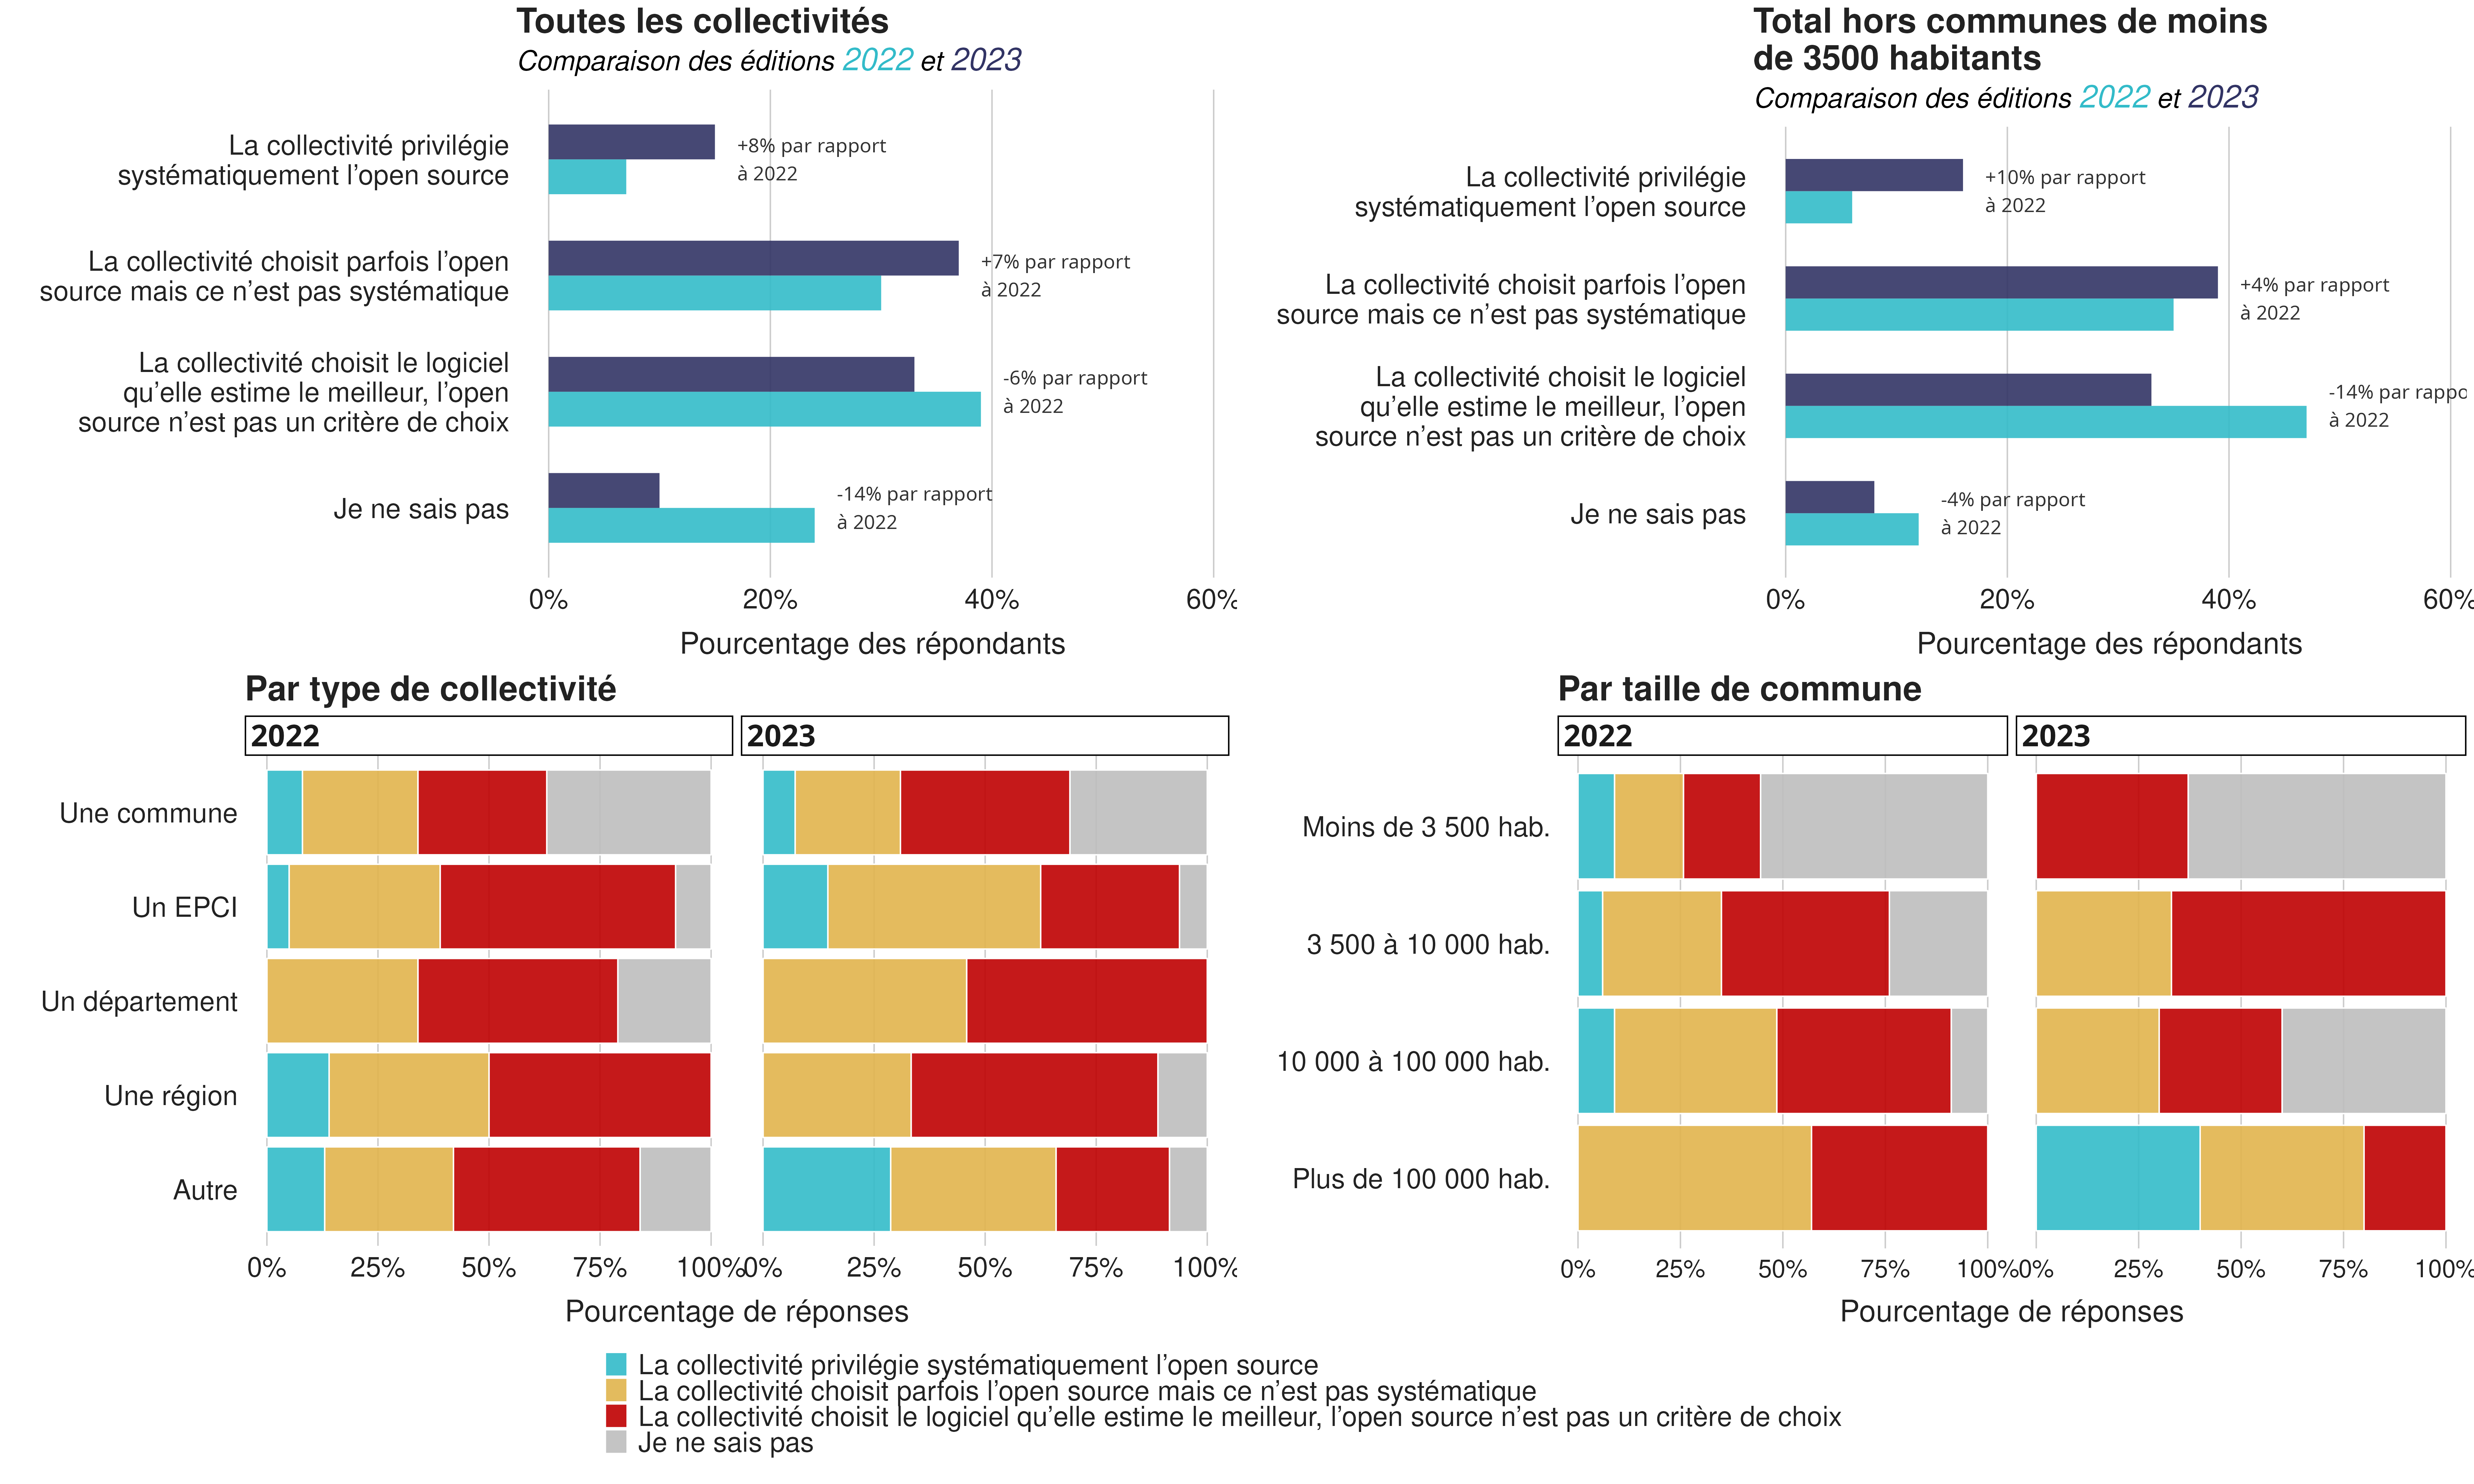 Toutes les collectivités
Comparaison des éditions 2022 et 2023
La collectivité privilégie
systématiquement l’open source
+8% par rapport
à 2022
La collectivité choisit parfois l’open
source mais ce n’est pas systématique
+7% par rapport
à 2022
La collectivité choisit le logiciel
qu’elle estime le meilleur, l’open
source n’est pas un critère de choix
-6% par rapport
à 2022
Je ne sais pas
-14% par rapport
à 2022
0% 20% 40% 60%
Pourcentage des répondants
Total hors communes de moins
de 3500 habitants
Comparaison des éditions 2022 et 2023
La collectivité privilégie
systématiquement l’open source
+10% par rapport
à 2022
La collectivité choisit parfois l’open
source mais ce n’est pas systématique
+4% par rapport
à 2022
La collectivité choisit le logiciel
qu’elle estime le meilleur, l’open
source n’est pas un critère de choix
-14% par rappo
à 2022
Je ne sais pas
-4% par rapport
à 2022
0% 20% 40% 60%
Pourcentage des répondants
Par type de collectivité
2022 2023
Une commune
Un EPCI
Un département
Une région
Autre
0% 25% 50% 75% 100% 0% 25% 50% 75% 100%
Pourcentage de réponses
Par taille de commune
2022 2023
Moins de 3 500 hab.
3 500 à 10 000 hab.
10 000 à 100 000 hab.
Plus de 100 000 hab.
0% 25% 50% 75% 100% 0% 25% 50% 75% 100%
Pourcentage de réponses
La collectivité privilégie systématiquement l’open source
La collectivité choisit parfois l’open source mais ce n’est pas systématique
La collectivité choisit le logiciel qu’elle estime le meilleur, l’open source n’est pas un critère de choix
Je ne sais pas